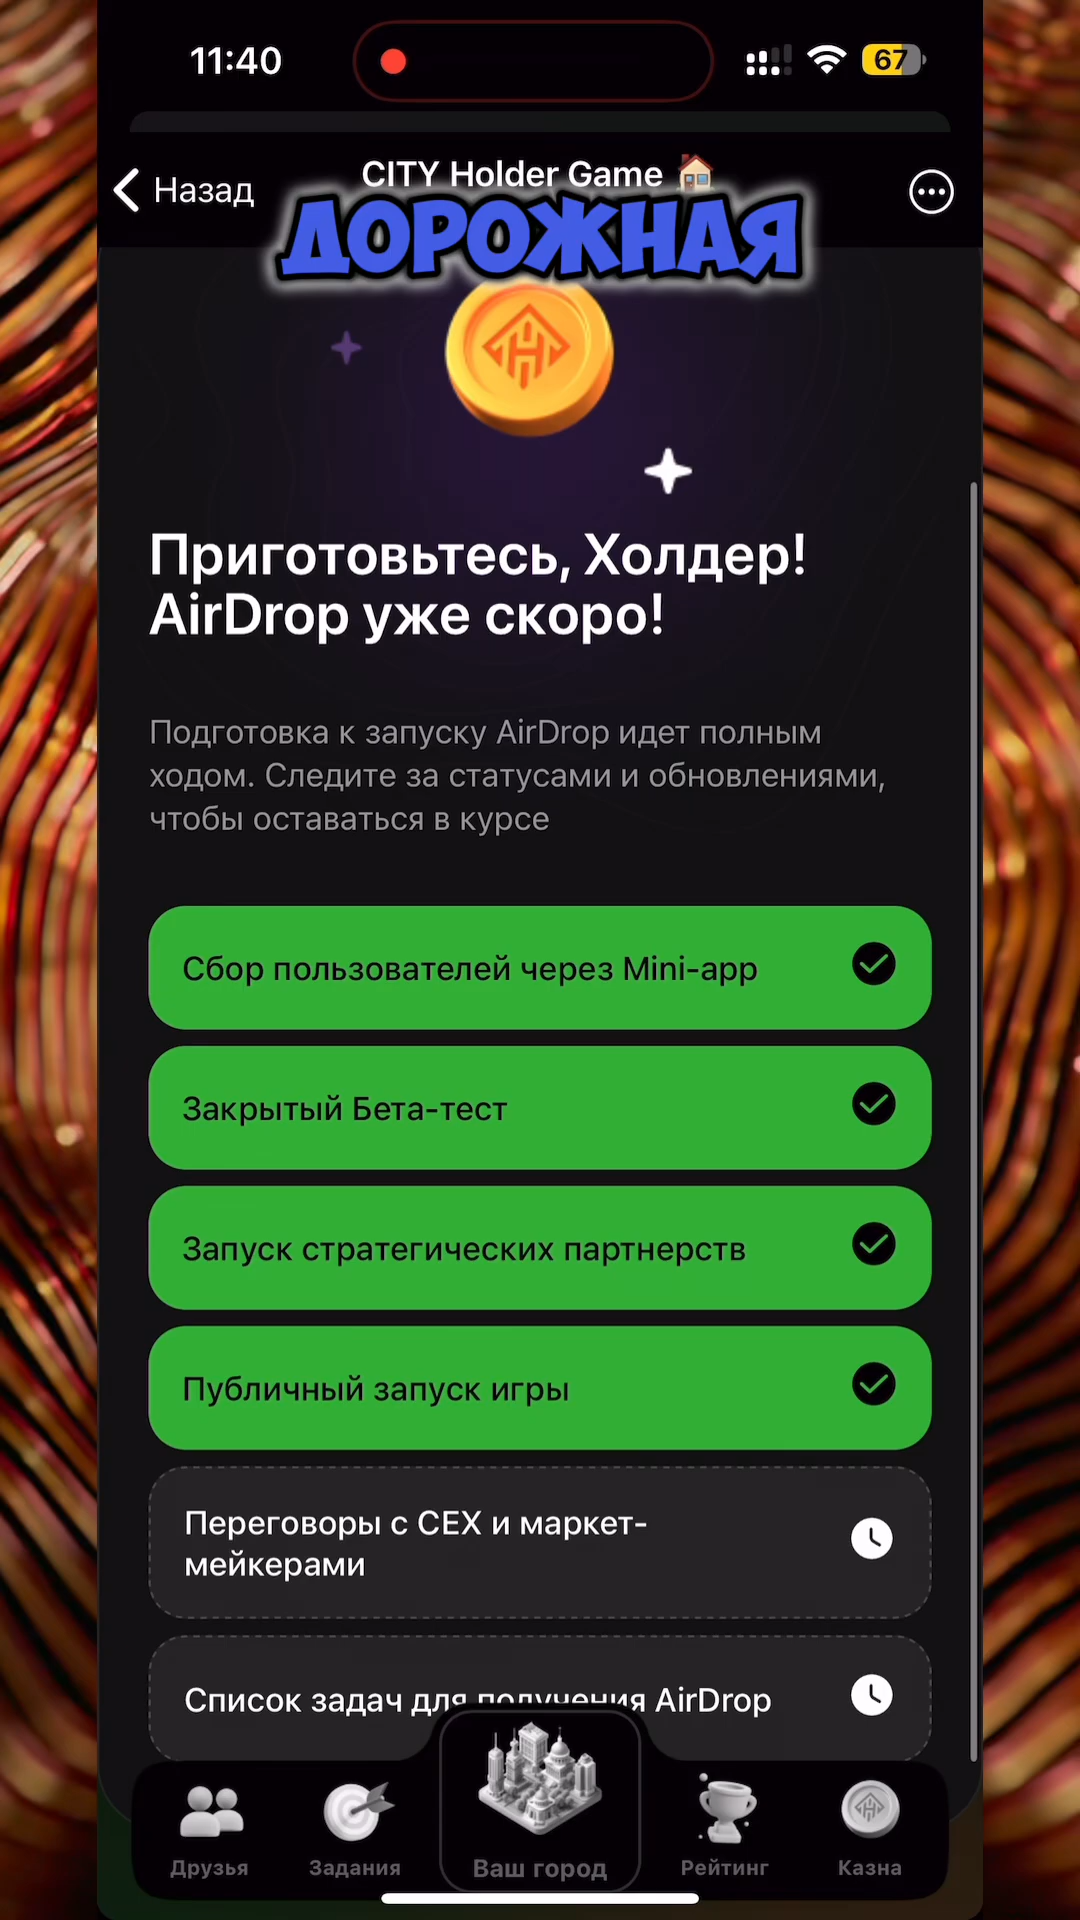 11:40
67
Назад
CITY Holder Game
ДОРОЖНАЯ
Приготовьтесь, Холдер!
AirDrop уже скоро!
Подготовка к запуску AirDrop идет полным
ходом. Следите за статусами и обновлениями,
чтобы оставаться в курсе
Сбор пользователей через Mini-app
Закрытый Бета-тест
Запуск стратегических партнерств
Публичный запуск игры
Переговоры с CEX и маркет-
мейкерами
Список задач для получения AirDrop
Друзья
Задания
Ваш город
Рейтинг
Казна